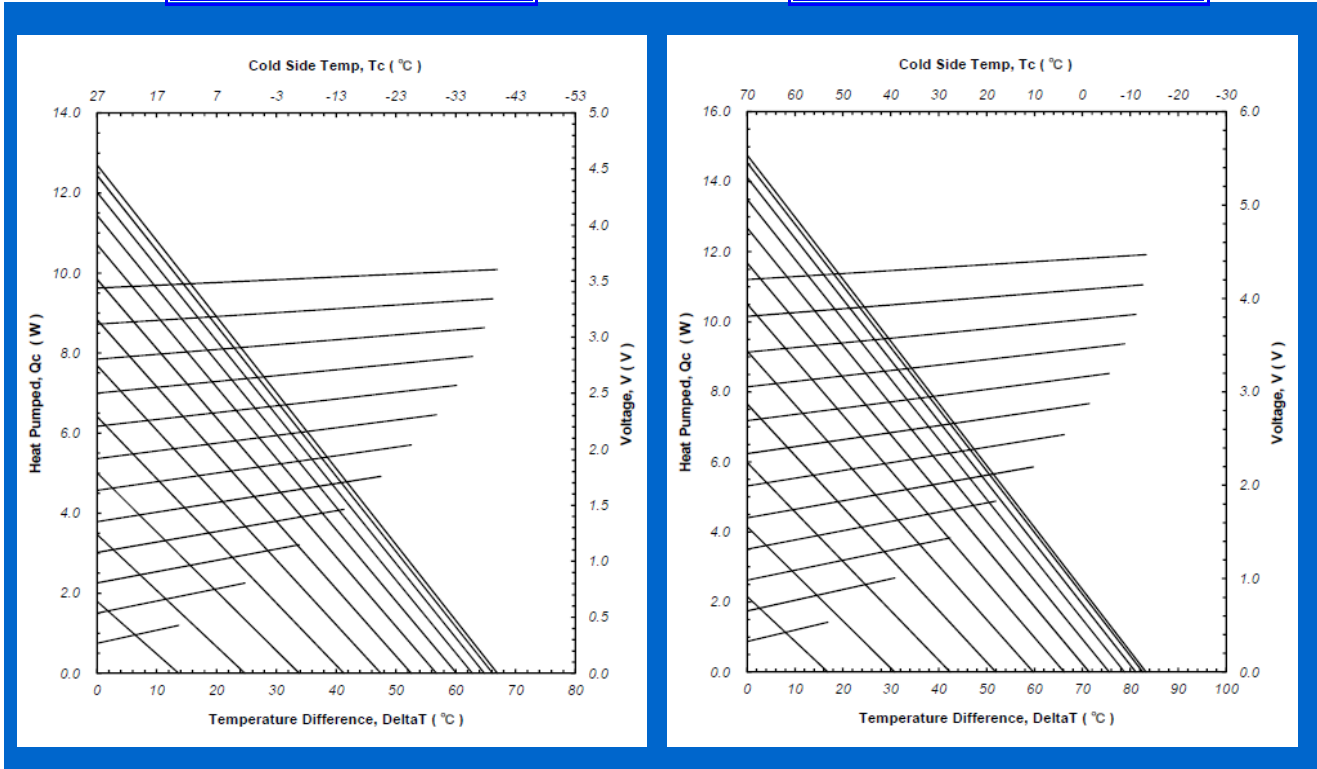 Cold Side Temp, Tc ( °C )
27 17 7 -3 -13 -23 -33 -43 -53
14.0
12.0
10.0
8.0
6.0
4.0
2.0
0.0
Heat Pumped, Qc ( W )
5.0
4.5
4.0
3.5
3.0
2.5
2.0
1.5
1.0
0.5
0.0
Voltage, V ( V )
0 10 20 30 40 50 60 70 80
Temperature Difference, DeltaT ( °C )
Cold Side Temp, Tc ( °C )
70 60 50 40 30 20 10 0 -10 -20 -30
16.0
14.0
12.0
10.0
8.0
6.0
4.0
2.0
0.0
Heat Pumped, Qc ( W )
6.0
5.0
4.0
3.0
2.0
1.0
0.0
Voltage, V ( V )
0 10 20 30 40 50 60 70 80 90 100
Temperature Difference, DeltaT ( °C )